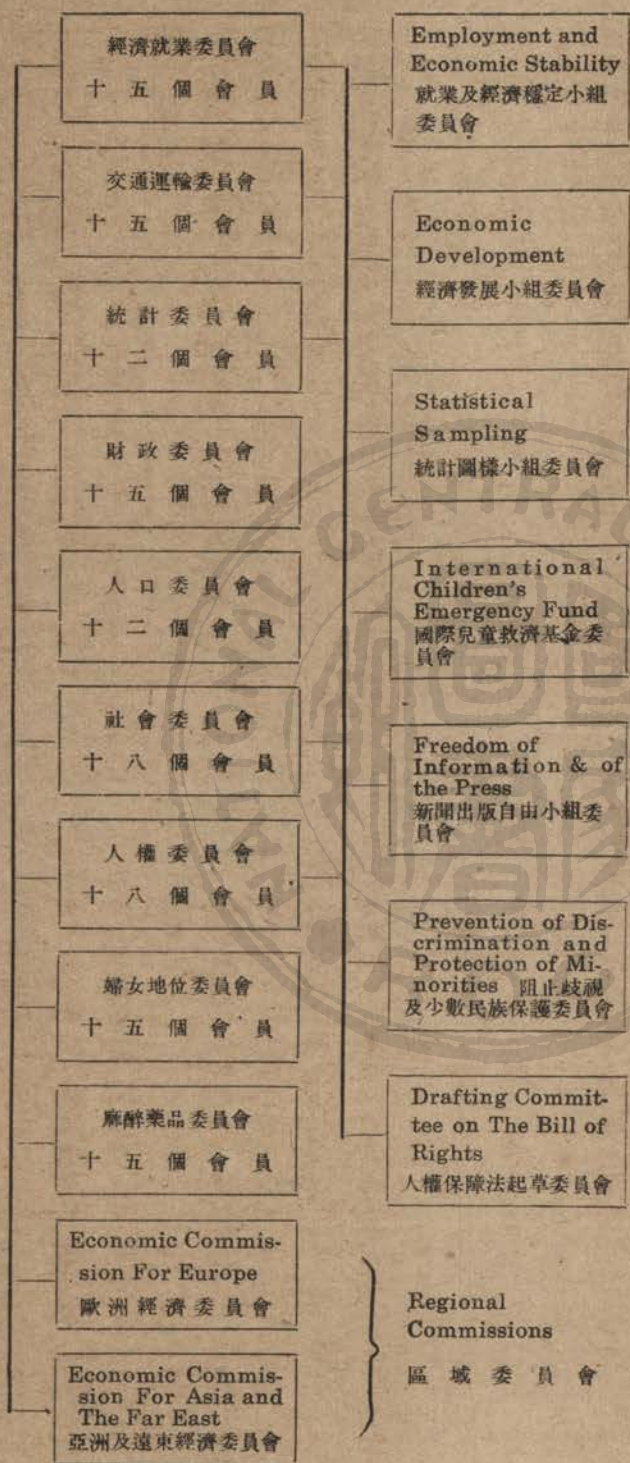 經濟就業委員會
十五個會員
交通運輸委員會
十五個會員
統計委員會
十二個會員
財政委員會
十五個會員
人口委員會
十二個會員
社會委員會
十八個會員
人權委員會
十八個會員
婦女地位委員會
十五個會員
麻醉藥品委員會
十五個會員
Economic Commis-
sion For Europe
歐洲經濟委員會
Economic Commis-
sion For Asia and
The Far East
亞洲及遠東經濟委員會
Employment and
Economic Stability
就業及經濟穩定小組
委員會
Economic
Development
經濟發展小組委員會
Statistical
Sampling
統計圖樣小組委員會
International
Children's
Emergency Fund
國際兒童救濟基金委
員會
Freedom of
Information & of
the Press
新聞出版自由小組委
員會
Prevention of Dis-
crimination and
Protection of Mi-
norities 阻止歧視
及少數民族保護委員會
Drafting Commit-
tee on The Bill of
Rights
人權保障法起草委員會
Regional
Commissions
區域委員會